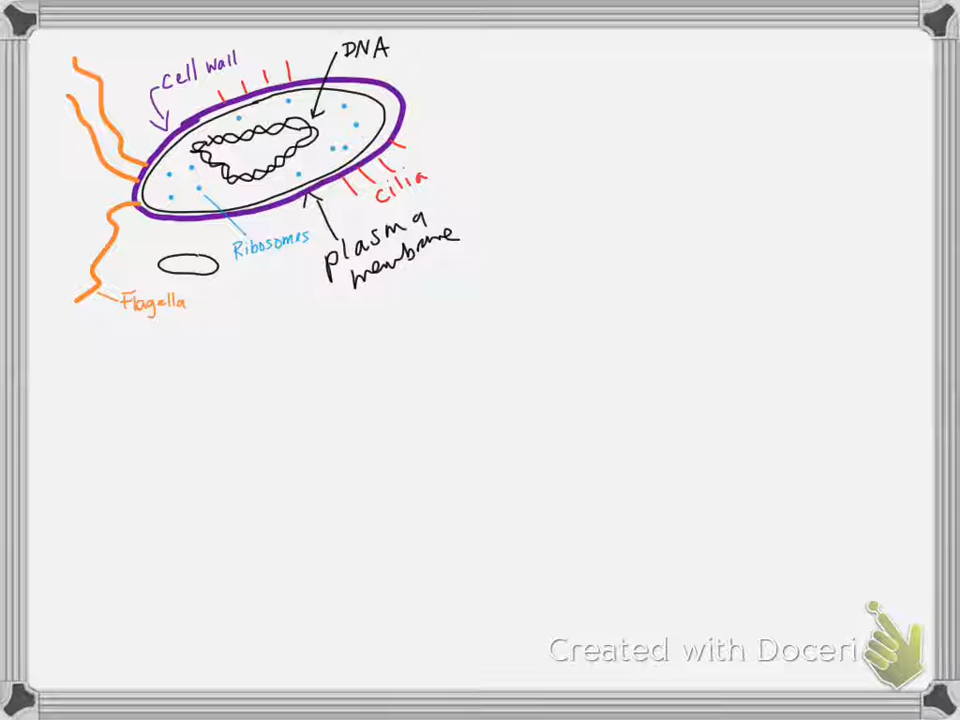 DNA
cell wall
cilia
plasma
membrane
Ribosomes
Flagella
Created with Doceri